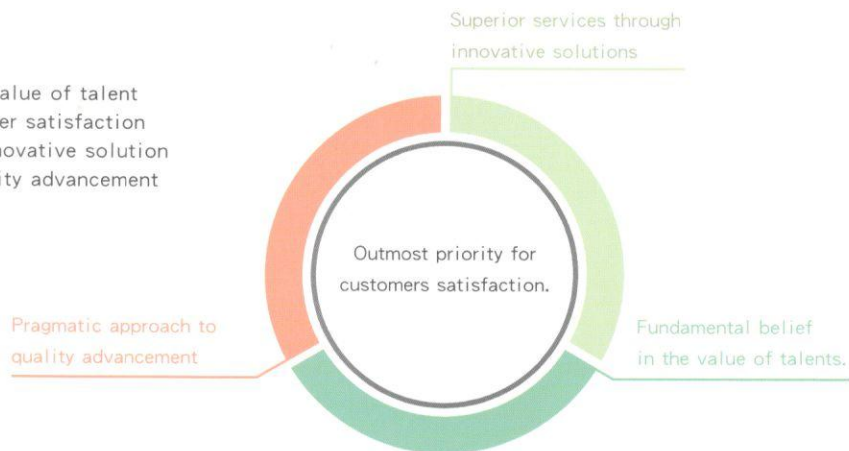 Superior services through
innovative solutions
alue of talent
er satisfaction
novative solution
ity advancement
Outmost priority for
customers satisfaction.
Pragmatic approach to
quality advancement
Fundamental belief
in the value of talents.